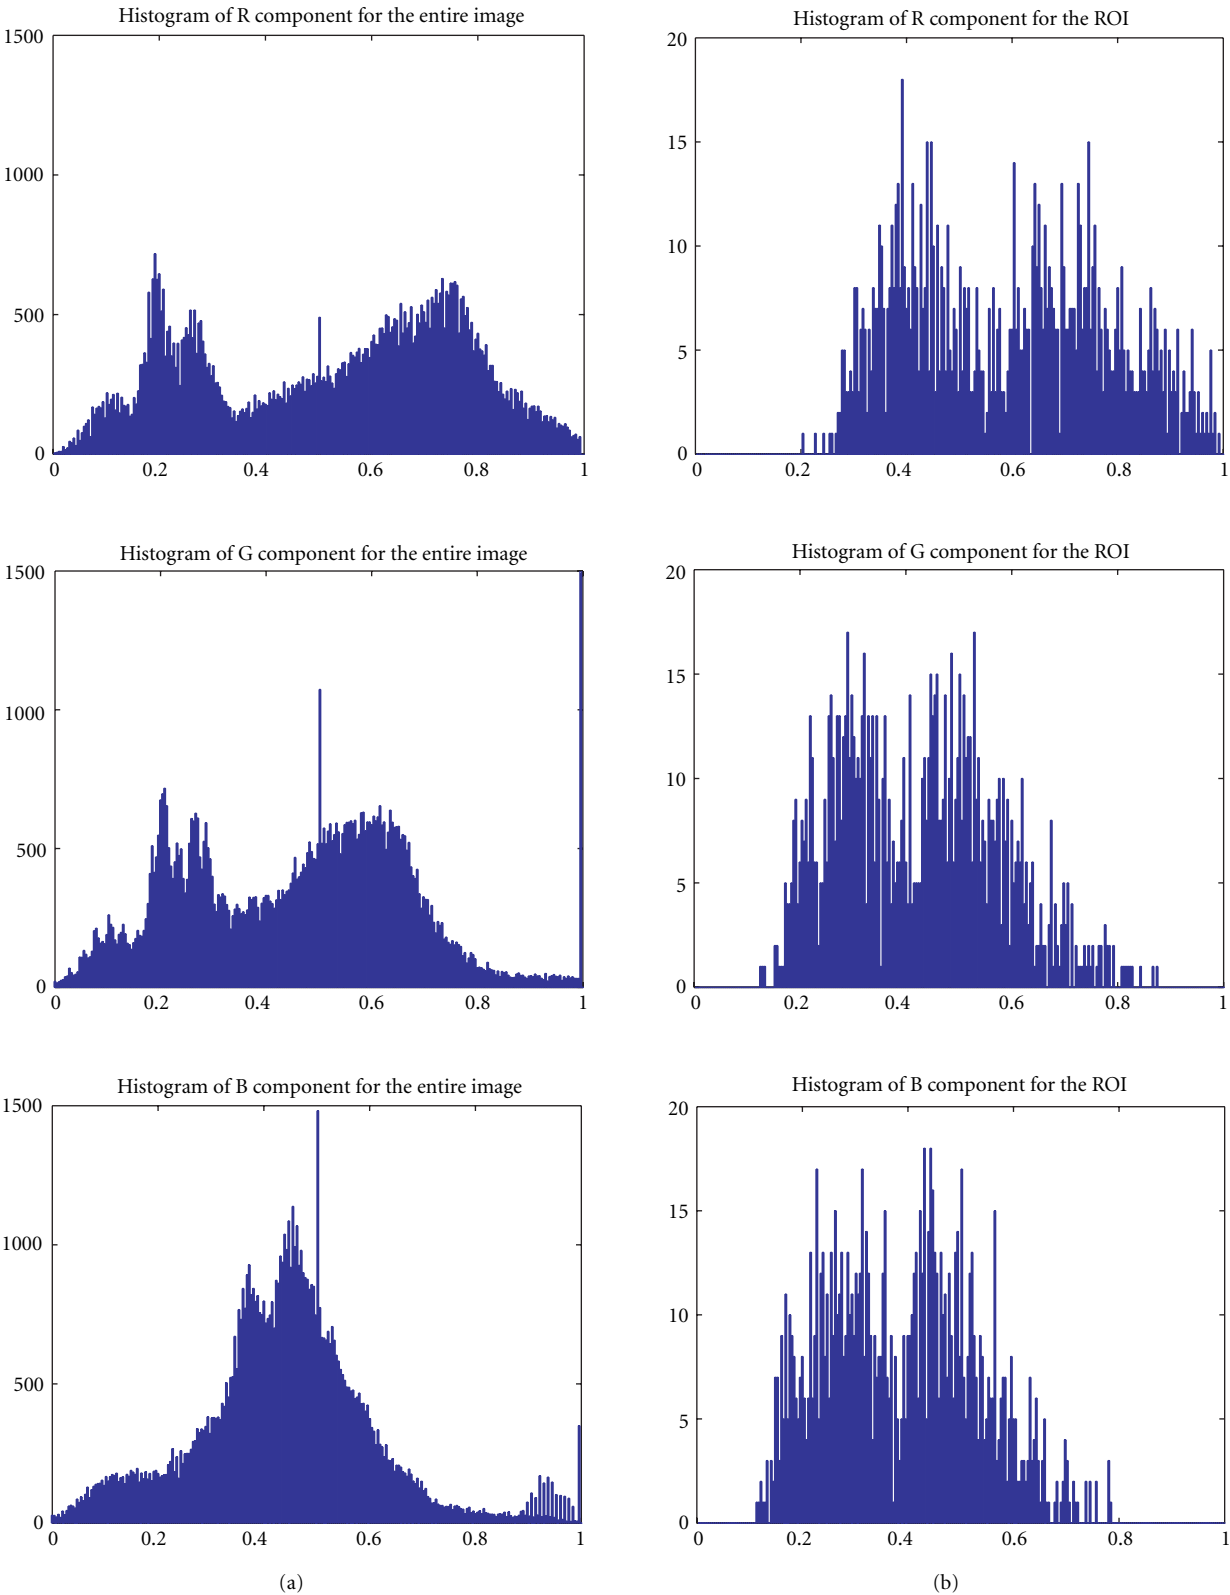 Histogram of R component for the entire image
1500
1000
500
0
0 0.2 0.4 0.6 0.8 1
Histogram of R component for the ROI
20
15
10
5
0
0 0.2 0.4 0.6 0.8 1
Histogram of G component for the entire image
1500
1000
500
0
0 0.2 0.4 0.6 0.8 1
Histogram of G component for the ROI
20
15
10
5
0
0 0.2 0.4 0.6 0.8 1
Histogram of B component for the entire image
1500
1000
500
0
0 0.2 0.4 0.6 0.8 1
Histogram of B component for the ROI
20
15
10
5
0
0 0.2 0.4 0.6 0.8 1
(a)
(b)